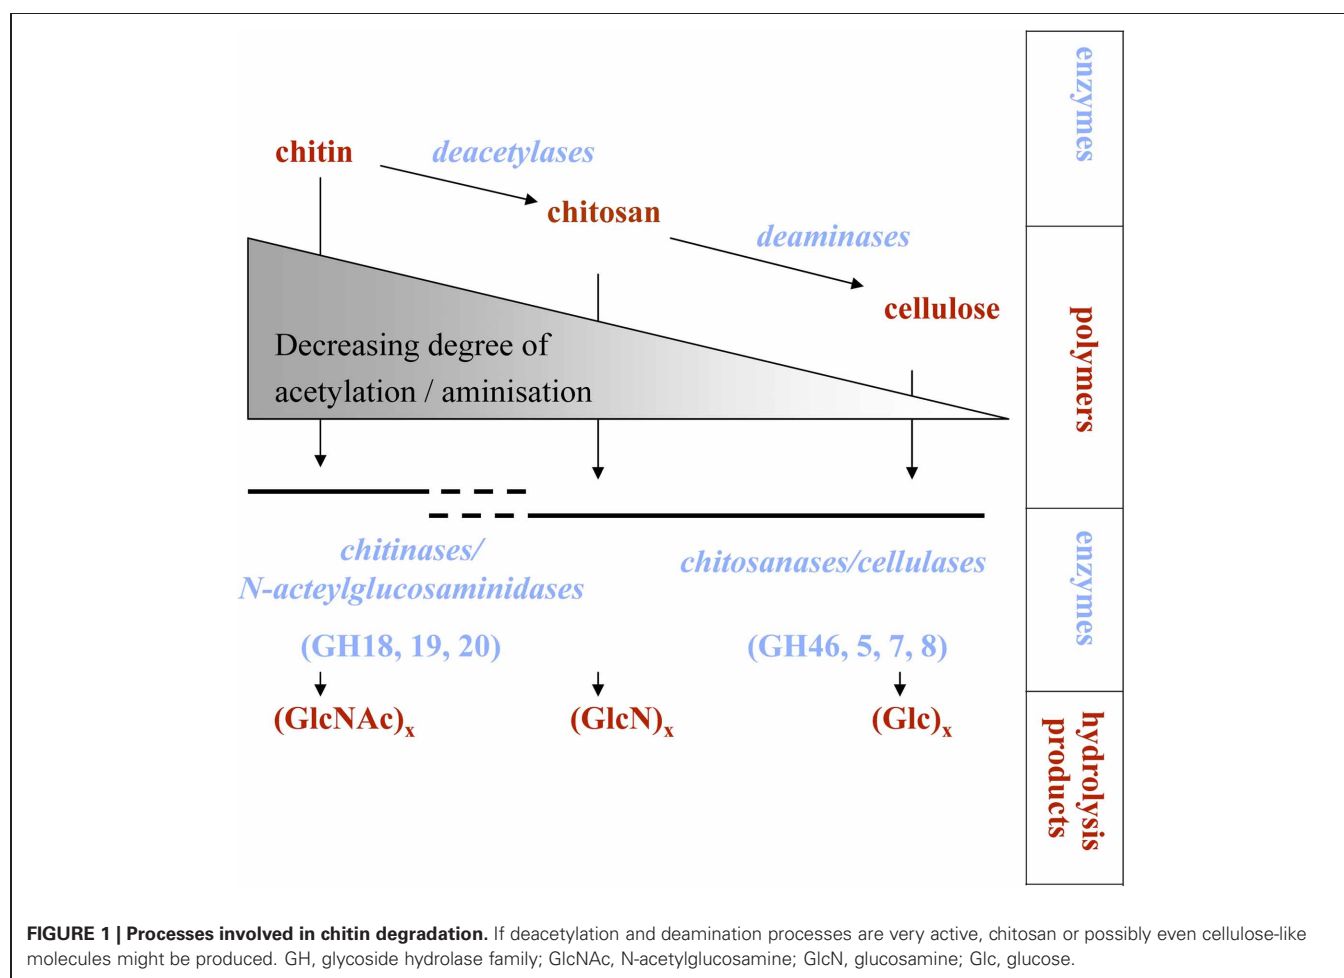 enzymes
chitin
deacetylases
chitosan
deaminases
cellulose
polymers
Decreasing degree of
acetylation / aminisation
chitinases/
N-acteylglucosaminidases
chitosanases/cellulases
enzymes
(GH18, 19, 20)
(GH46, 5, 7, 8)
(GlcNAc)x
(GlcN)x
(Glc)x
hydrolysis
products
FIGURE 1 | Processes involved in chitin degradation. If deacetylation and deamination processes are very active, chitosan or possibly even cellulose-like
molecules might be produced. GH, glycoside hydrolase family; GlcNAc, N-acetylglucosamine; GlcN, glucosamine; Glc, glucose.